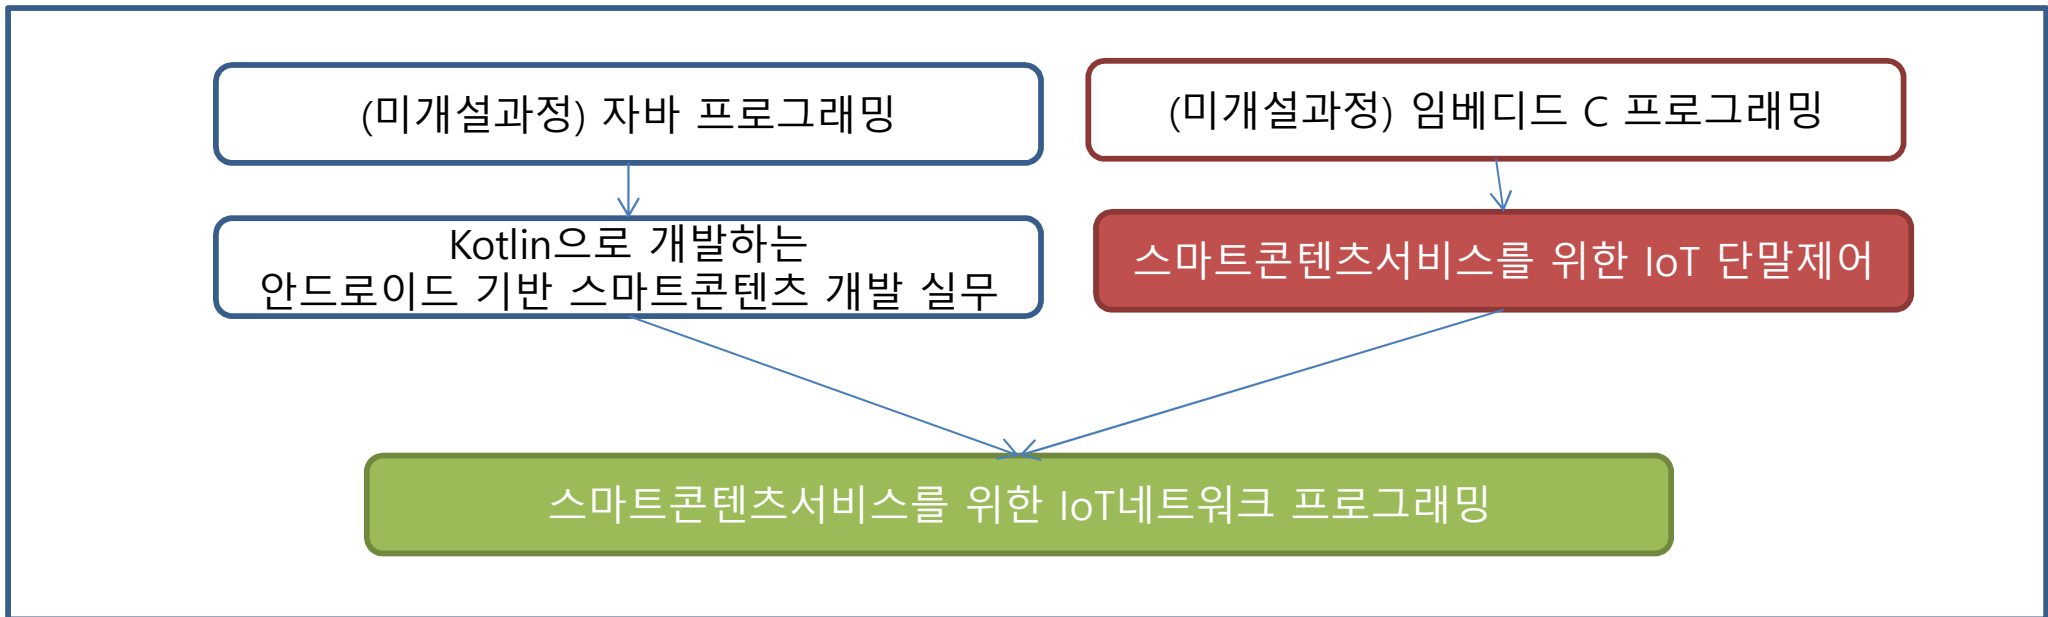 (미개설과정) 자바 프로그래밍
(미개설과정) 임베디드 C 프로그래밍
Kotlin으로 개발하는
안드로이드 기반 스마트콘텐츠 개발 실무
스마트콘텐츠서비스를 위한 IoT 단말제어
스마트콘텐츠서비스를 위한 IoT네트워크 프로그래밍